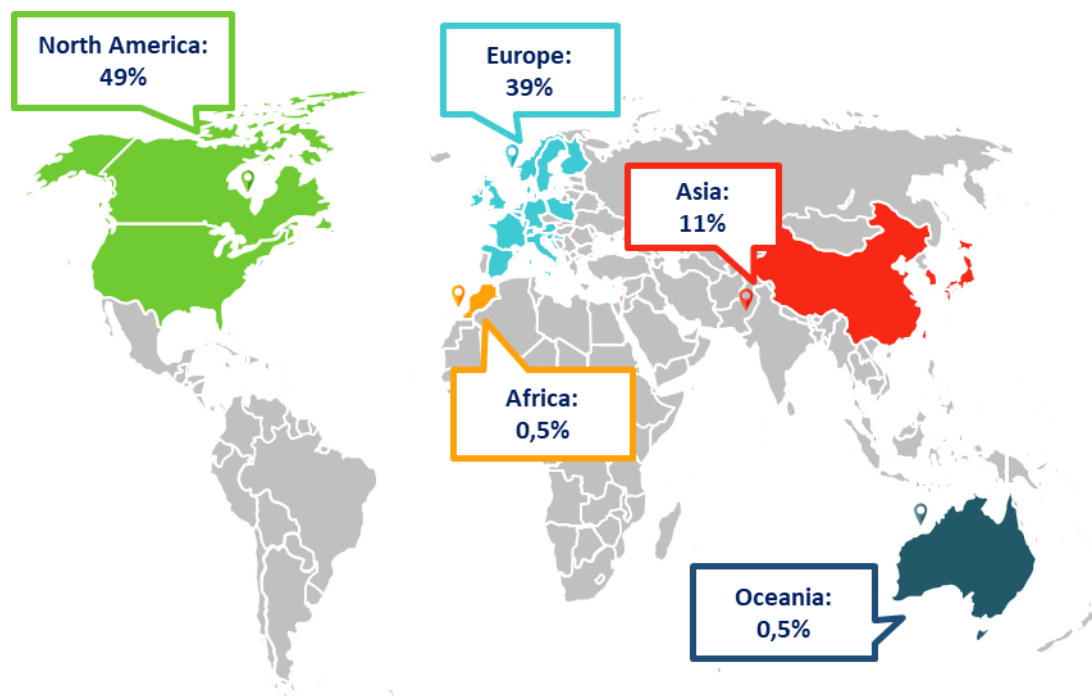 North America:
49%
Europe:
39%
Asia:
11%
Africa:
0,5%
Oceania:
0,5%